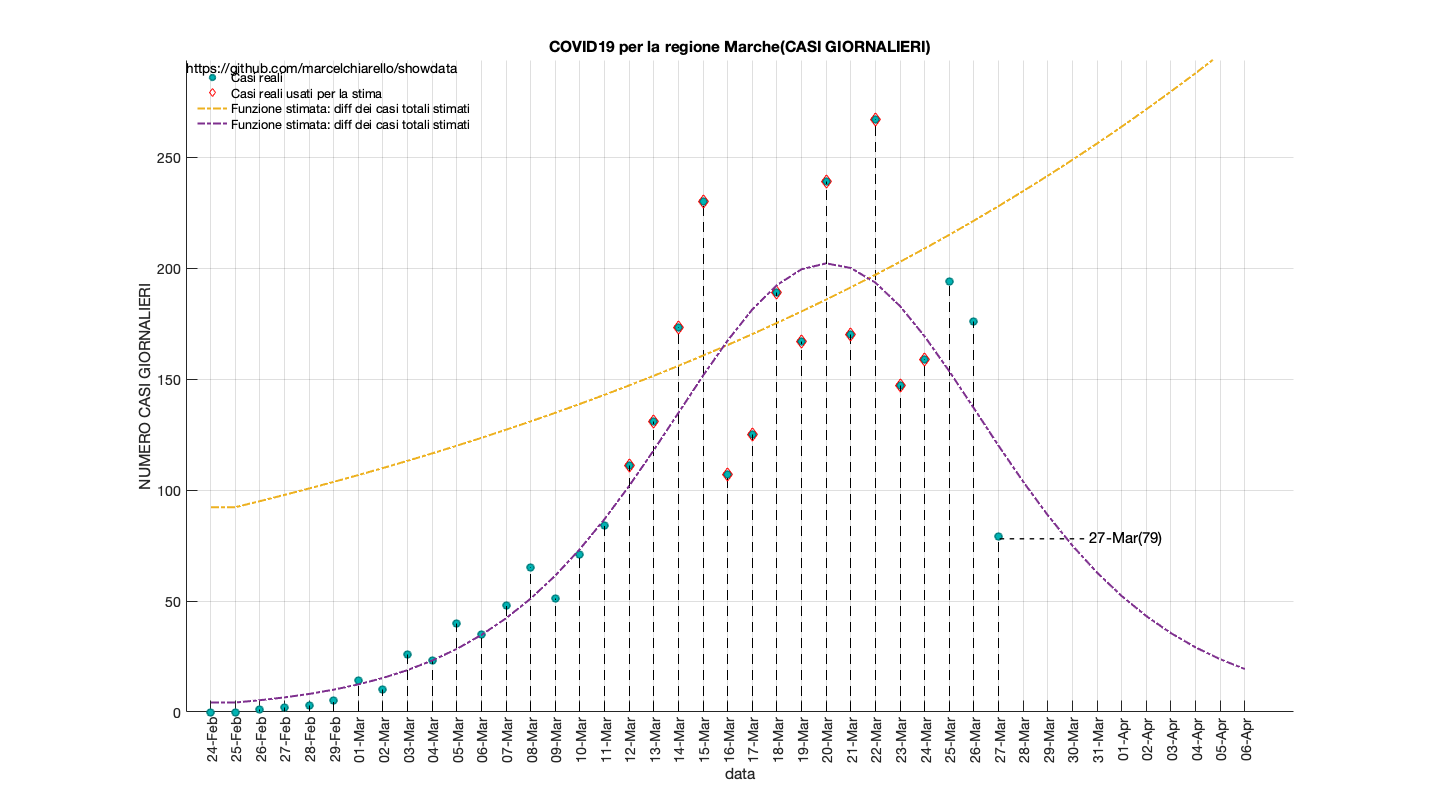 COVID19 per la regione Marche(CASI GIORNALIERI)
https://github.com/marcelchiarello/showdata
Casi reali
Casi reali usati per la stima
Funzione stimata: diff dei casi totali stimati
Funzione stimata: diff dei casi totali stimati
NUMERO CASI GIORNALIERI
250
200
150
100
50
0
27-Mar(79)
24-Feb
25-Feb
26-Feb
27-Feb
28-Feb
29-Feb
01-Mar
02-Mar
03-Mar
04-Mar
05-Mar
06-Mar
07-Mar
08-Mar
09-Mar
10-Mar
11-Mar
12-Mar
13-Mar
14-Mar
15-Mar
16-Mar
17-Mar
18-Mar
19-Mar
20-Mar
21-Mar
22-Mar
23-Mar
24-Mar
25-Mar
26-Mar
27-Mar
28-Mar
29-Mar
30-Mar
31-Mar
01-Apr
02-Apr
03-Apr
04-Apr
05-Apr
06-Apr
data